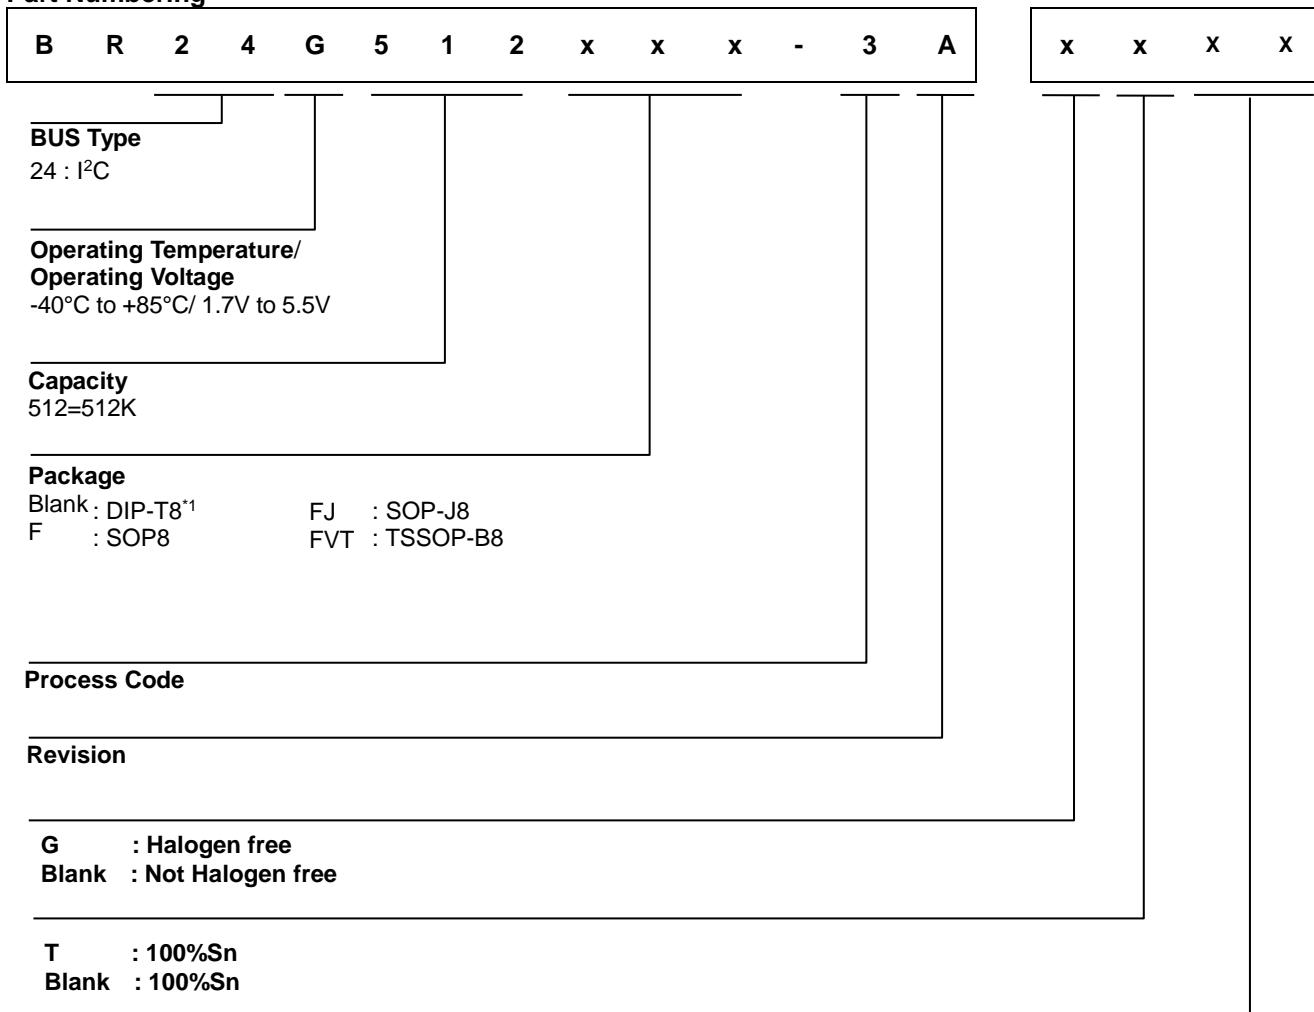 B R 2 4 G 5 1 2 x x x - 3 A x x x x
BUS Type
24 : I²C
Operating Temperature/
Operating Voltage
-40°C to +85°C/ 1.7V to 5.5V
Capacity
512=512K
Package
Blank : DIP-T8*1 FJ : SOP-J8
F : SOP8 FVT : TSSOP-B8
Process Code
Revision
G : Halogen free
Blank : Not Halogen free
T : 100%Sn
Blank : 100%Sn